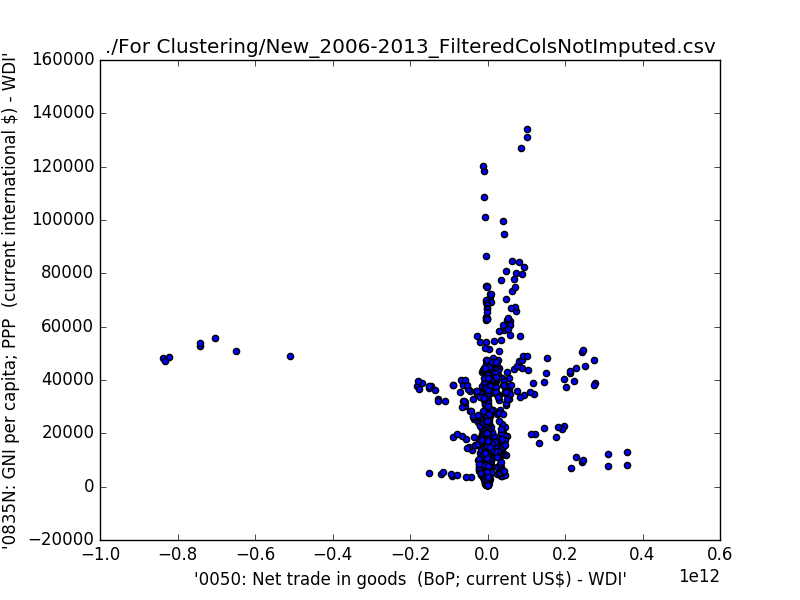 ./For Clustering/New_2006-2013_FilteredColsNotImputed.csv
160000
140000
120000
100000
80000
60000
40000
20000
0
−20000
'0835N: GNI per capita; PPP  (current international $) - WDI'
−1.0 −0.8 −0.6 −0.4 −0.2 0.0 0.2 0.4 0.6
1e12
'0050: Net trade in goods  (BoP; current US$) - WDI'